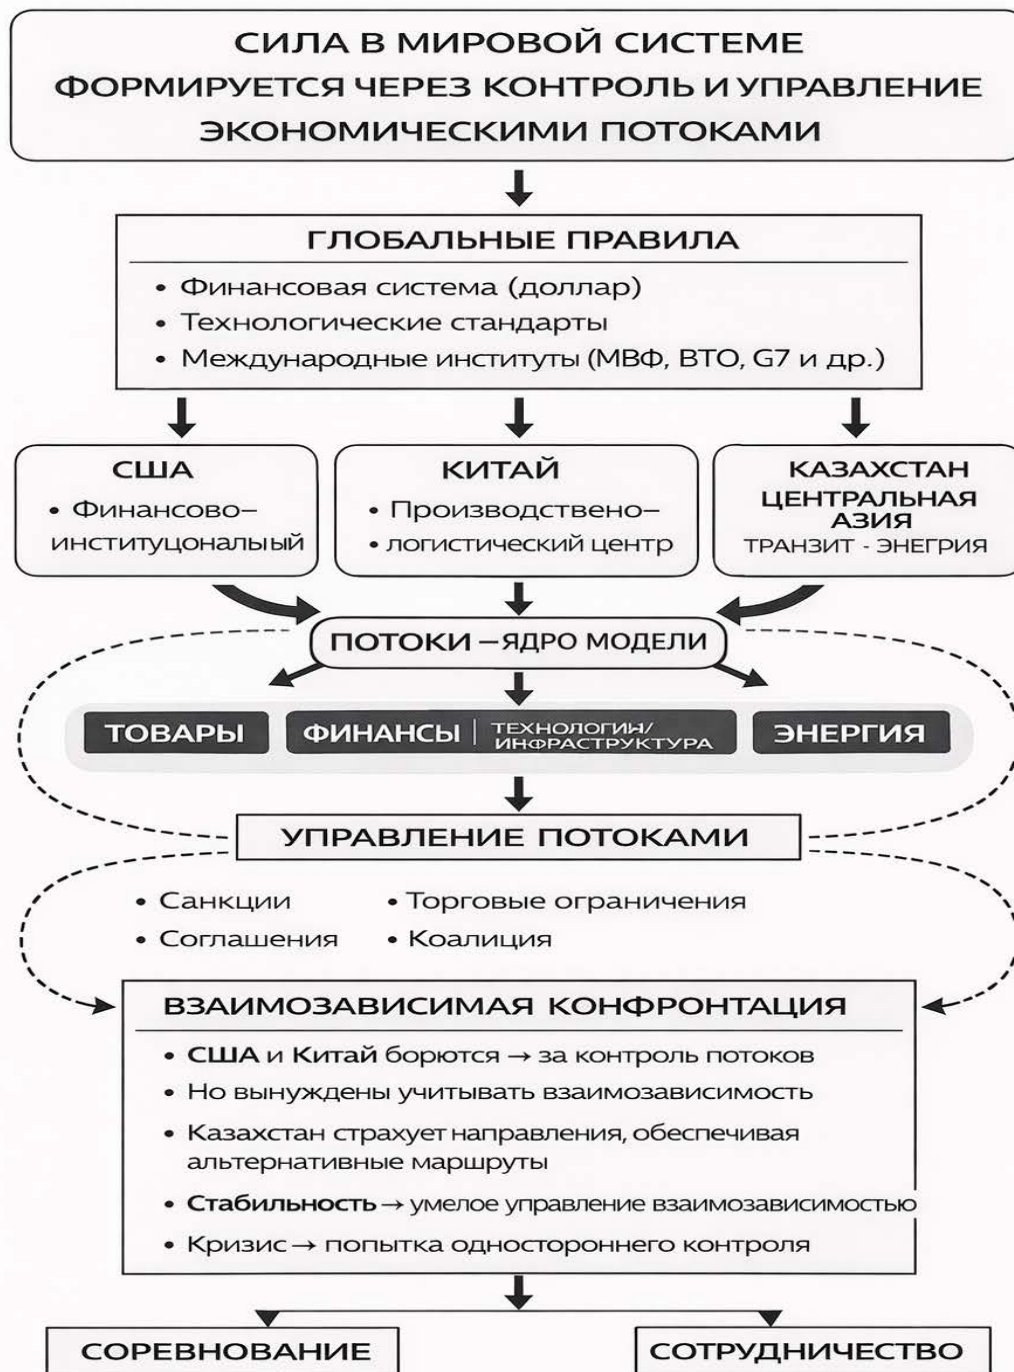 СИЛА В МИРОВОЙ СИСТЕМЕ
ФОРМИРУЕТСЯ ЧЕРЕЗ КОНТРОЛЬ И УПРАВЛЕНИЕ
ЭКОНОМИЧЕСКИМИ ПОТОКАМИ
ГЛОБАЛЬНЫЕ ПРАВИЛА
• Финансовая система (доллар)
• Технологические стандарты
• Международные институты (МВФ, ВТО, G7 и др.)
США
• Финансово–
институцоналыый
КИТАЙ
• Производствено–
• логистический центр
КАЗАХСТАН
ЦЕНТРАЛЬНАЯ
АЗИЯ
ТРАНЗИТ - ЭНЕГРИЯ
ПОТОКИ – ЯДРО МОДЕЛИ
ТОВАРЫ
ФИНАНСЫ | ТЕХНОЛОГИИ/
ИНФРАСТРУКТУРА
ЭНЕРГИЯ
УПРАВЛЕНИЕ ПОТОКАМИ
• Санкции • Торговые ограничения
• Соглашения • Коалиция
ВЗАИМОЗАВИСИМАЯ КОНФРОНТАЦИЯ
• США и Китай борются → за контроль потоков
• Но вынуждены учитывать взаимозависимость
• Казахстан страхует направления, обеспечивая
альтернативные маршруты
• Стабильность → умелое управление взаимозависимостью
• Кризис → попытка одностороннего контроля
СОРЕВНОВАНИЕ
СОТРУДНИЧЕСТВО